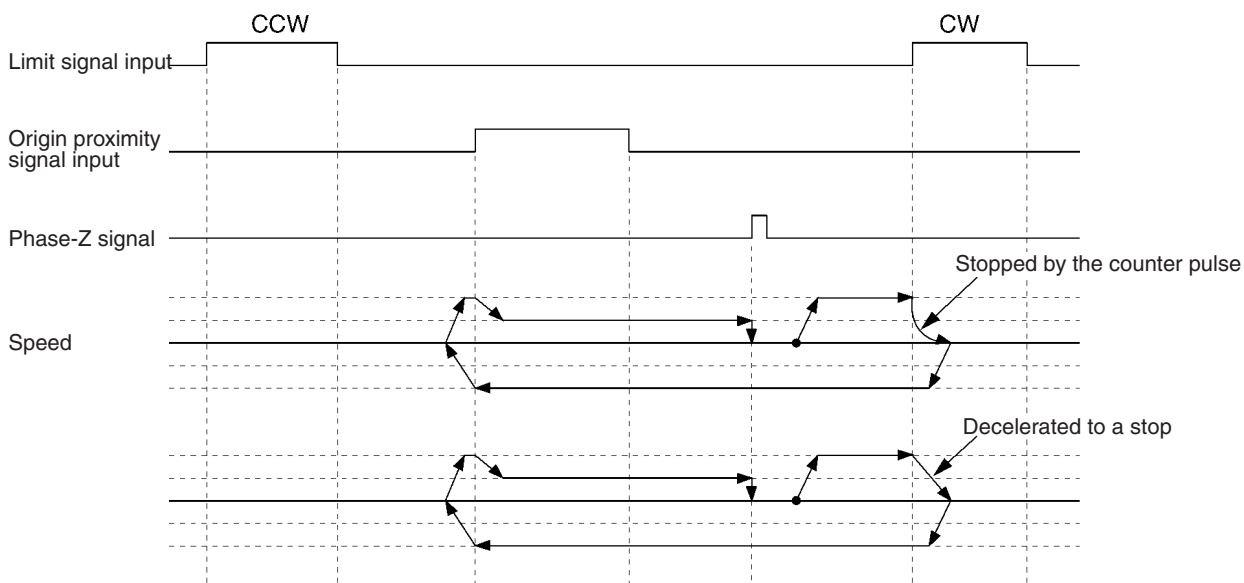 CCW
CW
Limit signal input
Origin proximity
signal input
Phase-Z signal
Stopped by the counter pulse
Speed
Decelerated to a stop